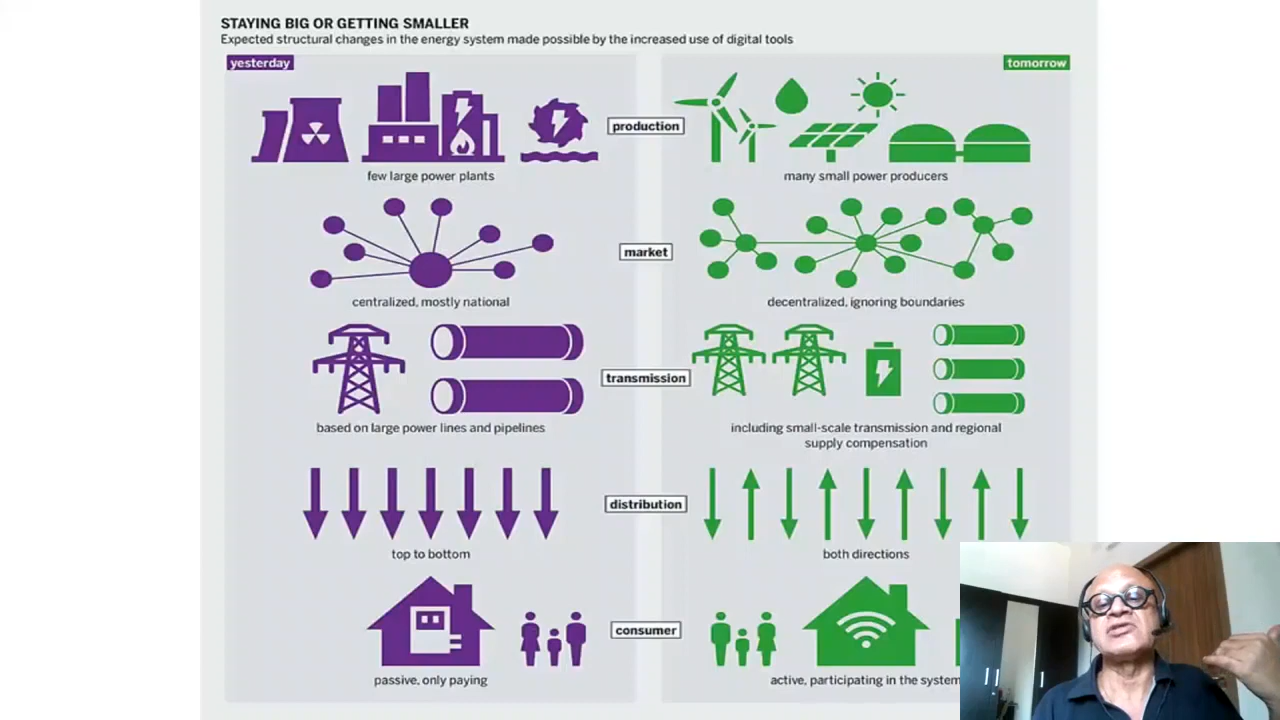 STAYING BIG OR GETTING SMALLER
Expected structural changes in the energy system made possible by the increased use of digital tools
yesterday
tomorrow
production
few large power plants
many small power producers
market
centralized, mostly national
decentralized, ignoring boundaries
transmission
based on large power lines and pipelines
including small-scale transmission and regional
supply compensation
distribution
top to bottom
both directions
consumer
passive, only paying
active, participating in the system